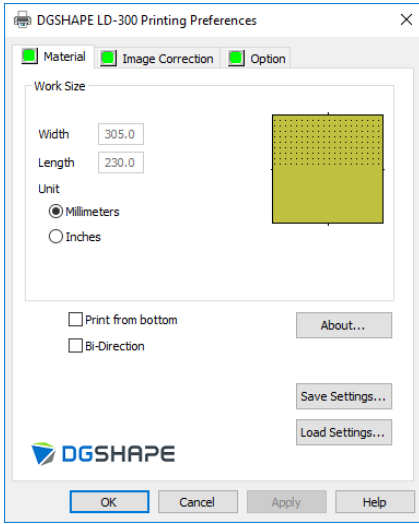 DGSHAPE LD-300 Printing Preferences
Material Image Correction Option
Work Size
Width 305.0
Length 230.0
Unit
Millimeters
Inches
Print from bottom
About...
Bi-Direction
Save Settings...
Load Settings...
DGSHAPE
OK Cancel Apply Help